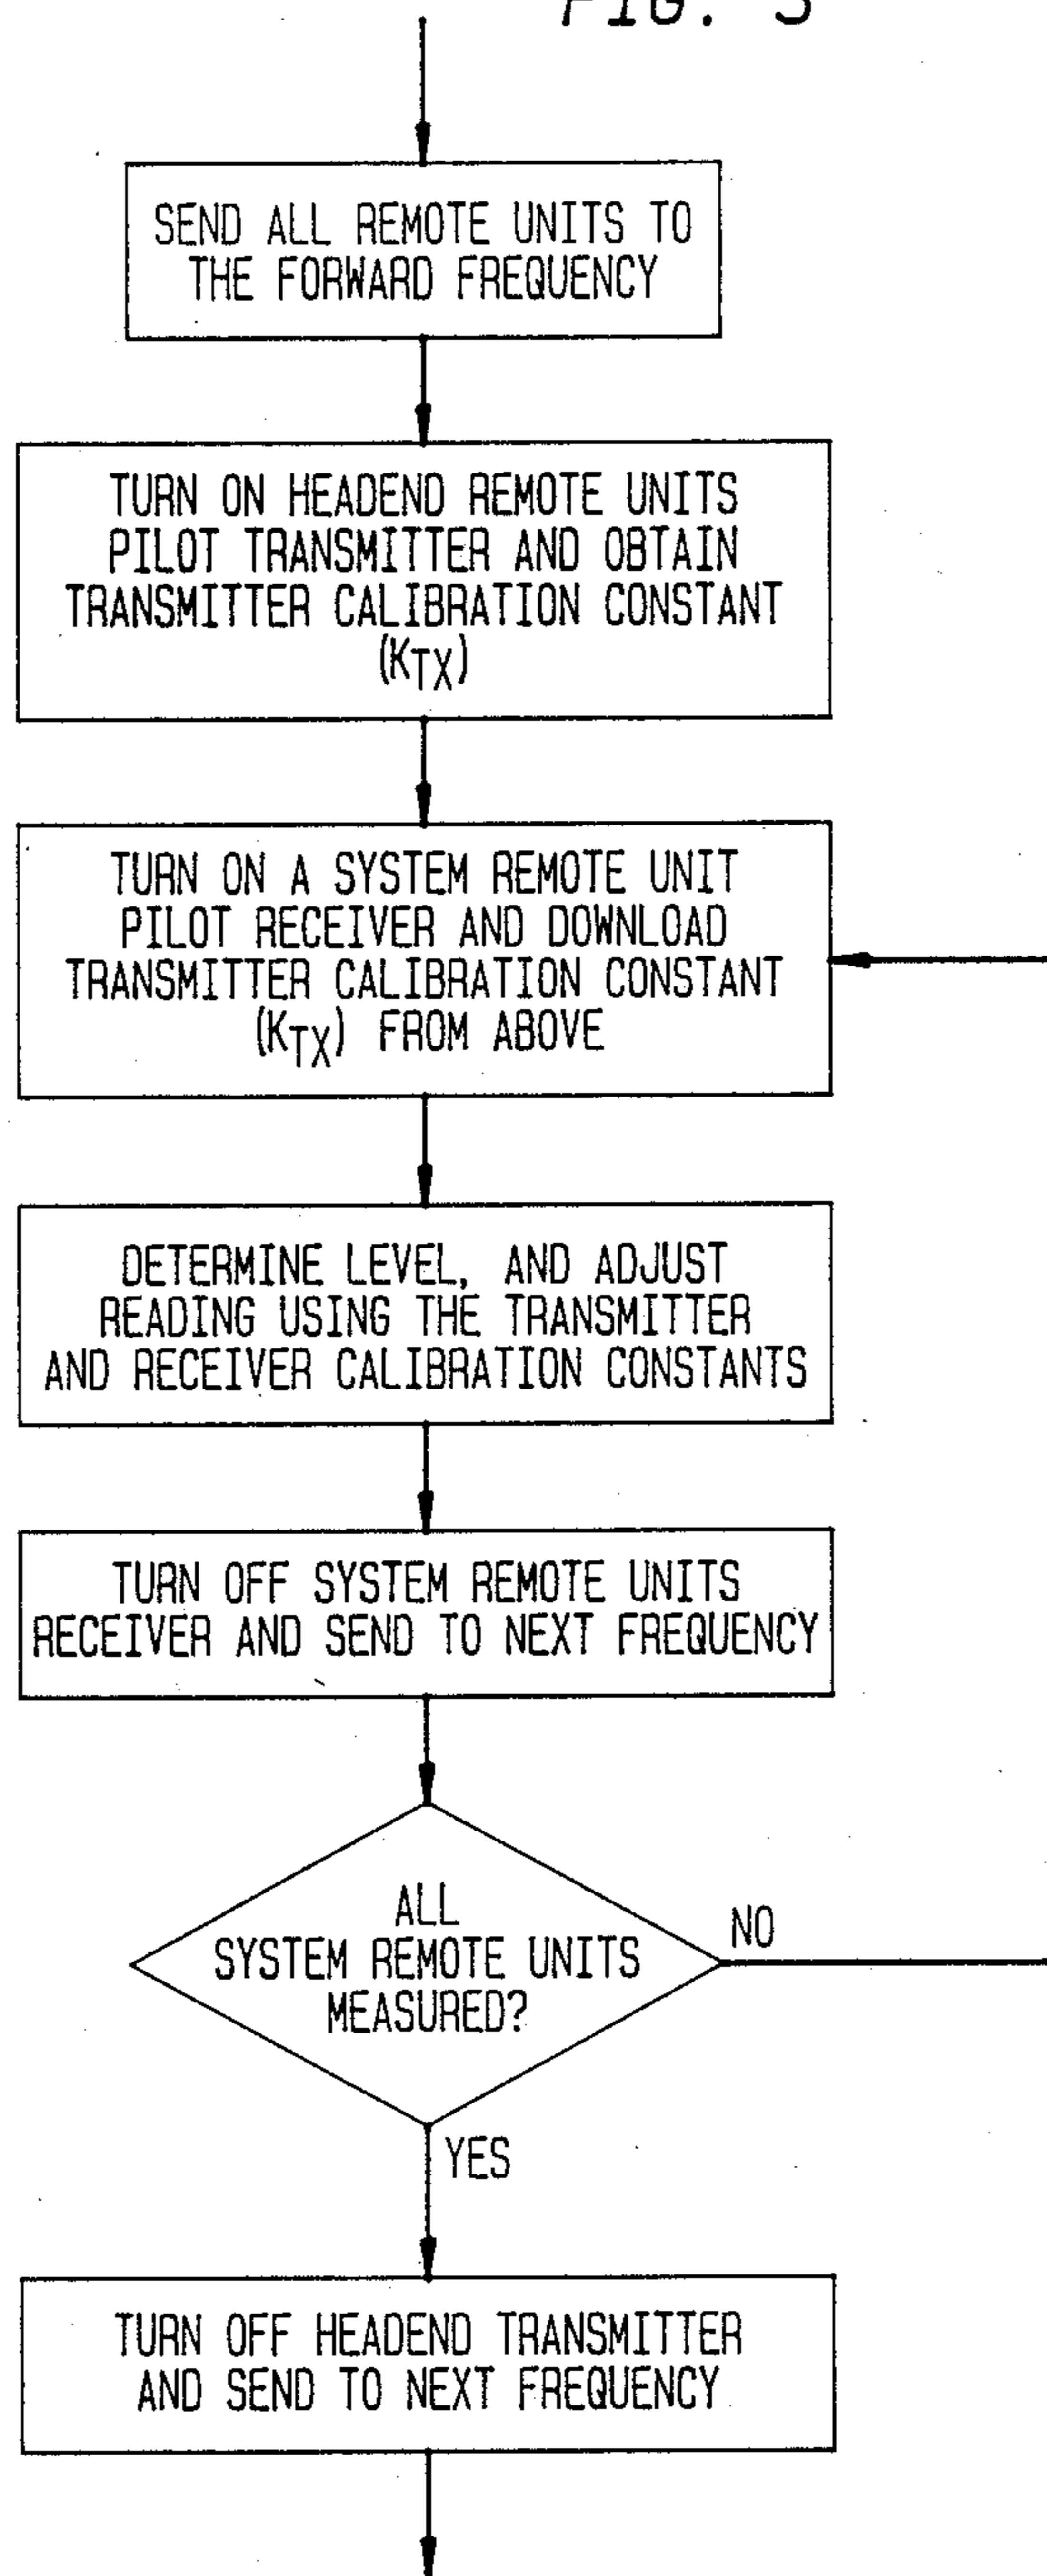 FIG. 3
SEND ALL REMOTE UNITS TO
THE FORWARD FREQUENCY
TURN ON HEADEND REMOTE UNITS
PILOT TRANSMITTER AND OBTAIN
TRANSMITTER CALIBRATION CONSTANT
(KTX)
TURN ON A SYSTEM REMOTE UNIT
PILOT RECEIVER AND DOWNLOAD
TRANSMITTER CALIBRATION CONSTANT
(KTX) FROM ABOVE
DETERMINE LEVEL, AND ADJUST
READING USING THE TRANSMITTER
AND RECEIVER CALIBRATION CONSTANTS
TURN OFF SYSTEM REMOTE UNITS
RECEIVER AND SEND TO NEXT FREQUENCY
ALL
SYSTEM REMOTE UNITS
MEASURED?
NO
YES
TURN OFF HEADEND TRANSMITTER
AND SEND TO NEXT FREQUENCY